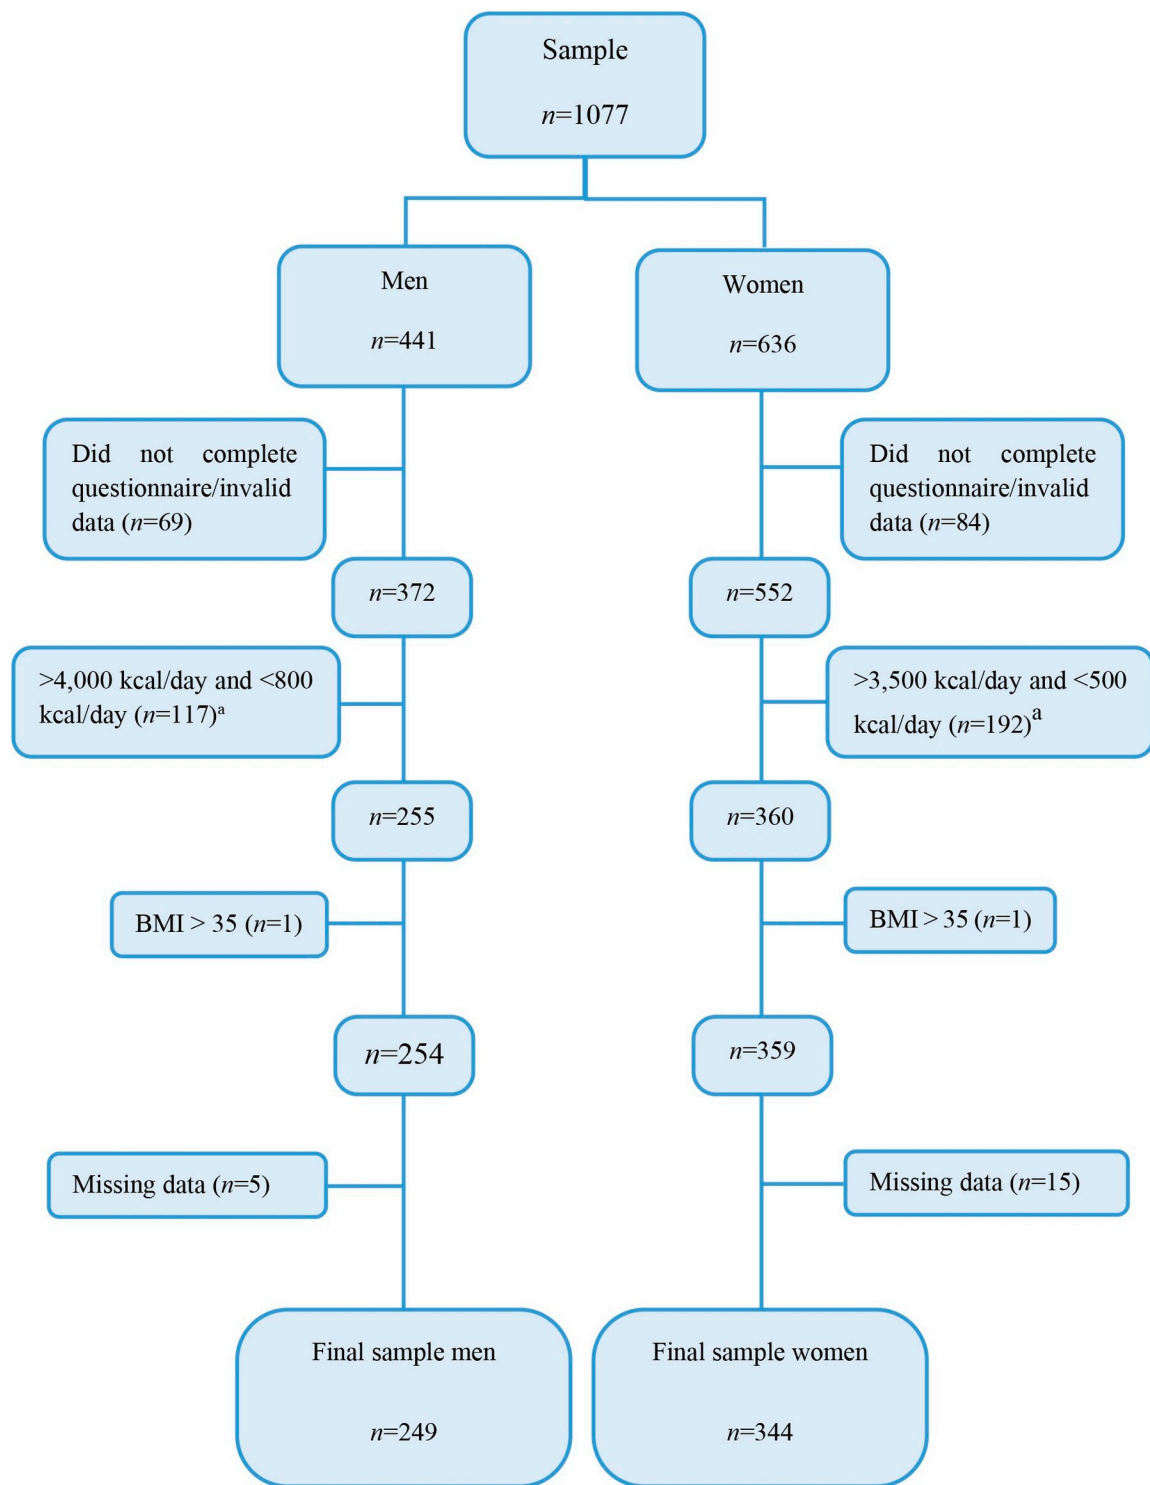 Sample
n=1077
Men
n=441
Women
n=636
Did not complete
questionnaire/invalid
data (n=69)
Did not complete
questionnaire/invalid
data (n=84)
n=372
n=552
>4,000 kcal/day and <800
kcal/day (n=117)ᵃ
>3,500 kcal/day and <500
kcal/day (n=192)ᵃ
n=255
n=360
BMI > 35 (n=1)
BMI > 35 (n=1)
n=254
n=359
Missing data (n=5)
Missing data (n=15)
Final sample men
n=249
Final sample women
n=344